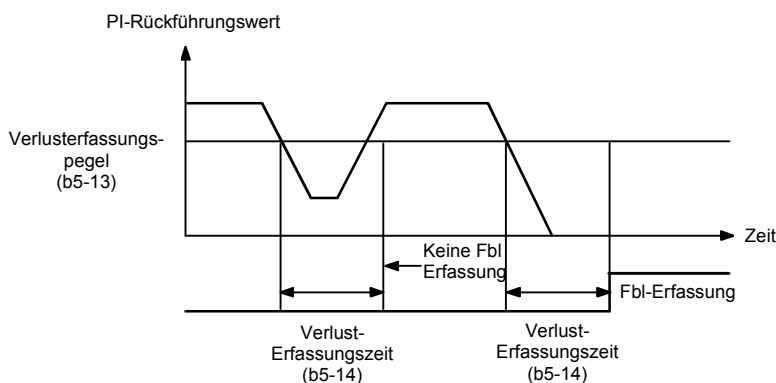 PI-Rückführungswert
Verlusterfassungs-
pegel
(b5-13)
Zeit
Keine Fbl
Erfassung
Fbl-Erfassung
Verlust-
Erfassungszeit
(b5-14)
Verlust-
Erfassungszeit
(b5-14)